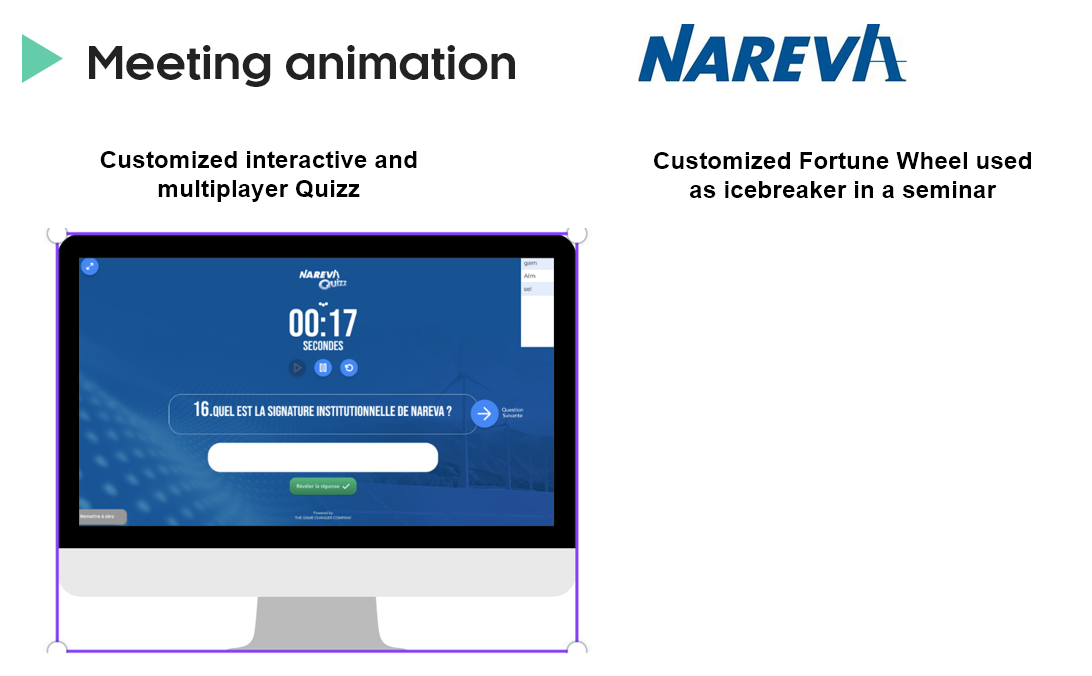 Meeting animation
NAREVA
Customized interactive and
multiplayer Quizz
Customized Fortune Wheel used
as icebreaker in a seminar
NAREVA
Quizz
gam
Alm
sel
00:17
SECONDES
16.QUEL EST LA SIGNATURE INSTITUTIONNELLE DE NAREVA ?
Question
Suivante
Révéler la réponse
Remettre à zéro
Powered by
THE GAME CHANGER COMPANY